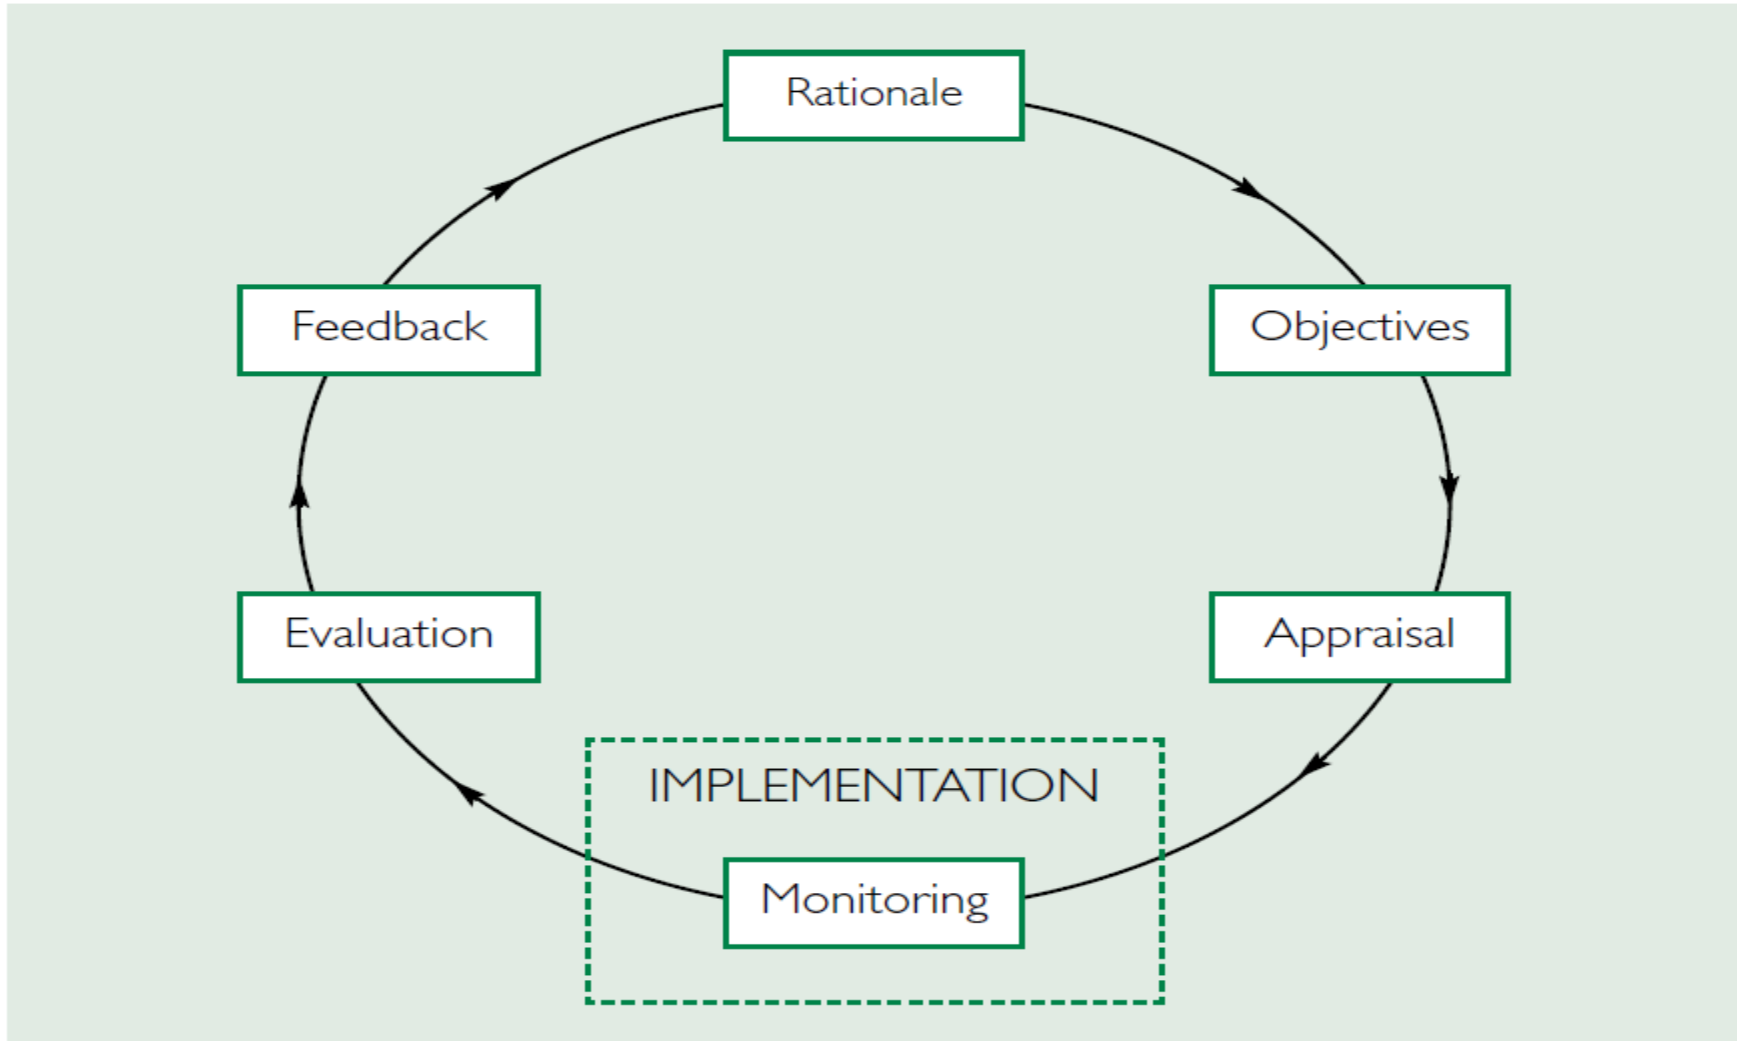 Rationale
Feedback
Objectives
Evaluation
Appraisal
IMPLEMENTATION
Monitoring